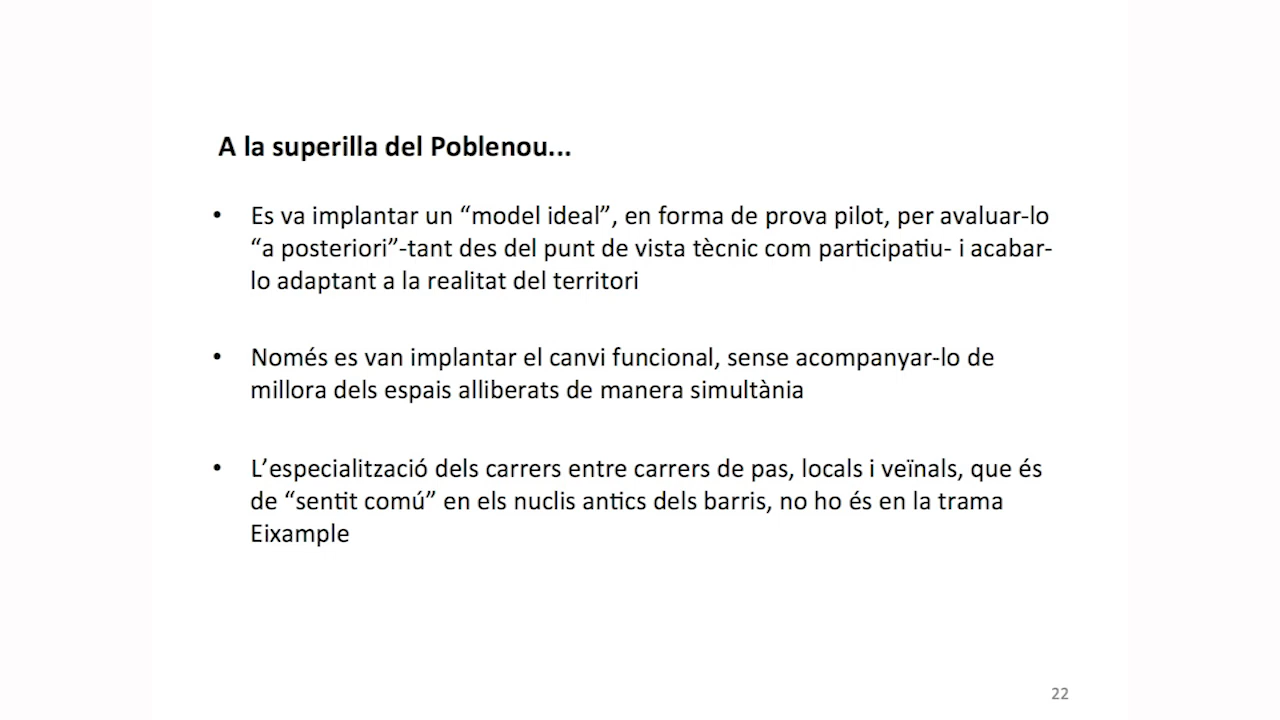 A la superilla del Poblenou...
• Es va implantar un “model ideal”, en forma de prova pilot, per avaluar-lo
“a posteriori”-tant des del punt de vista tècnic com participatiu- i acabar-
lo adaptant a la realitat del territori
• Només es van implantar el canvi funcional, sense acompanyar-lo de
millora dels espais alliberats de manera simultània
• L’especialització dels carrers entre carrers de pas, locals i veïnals, que és
de “sentit comú” en els nuclis antics dels barris, no ho és en la trama
Eixample
22